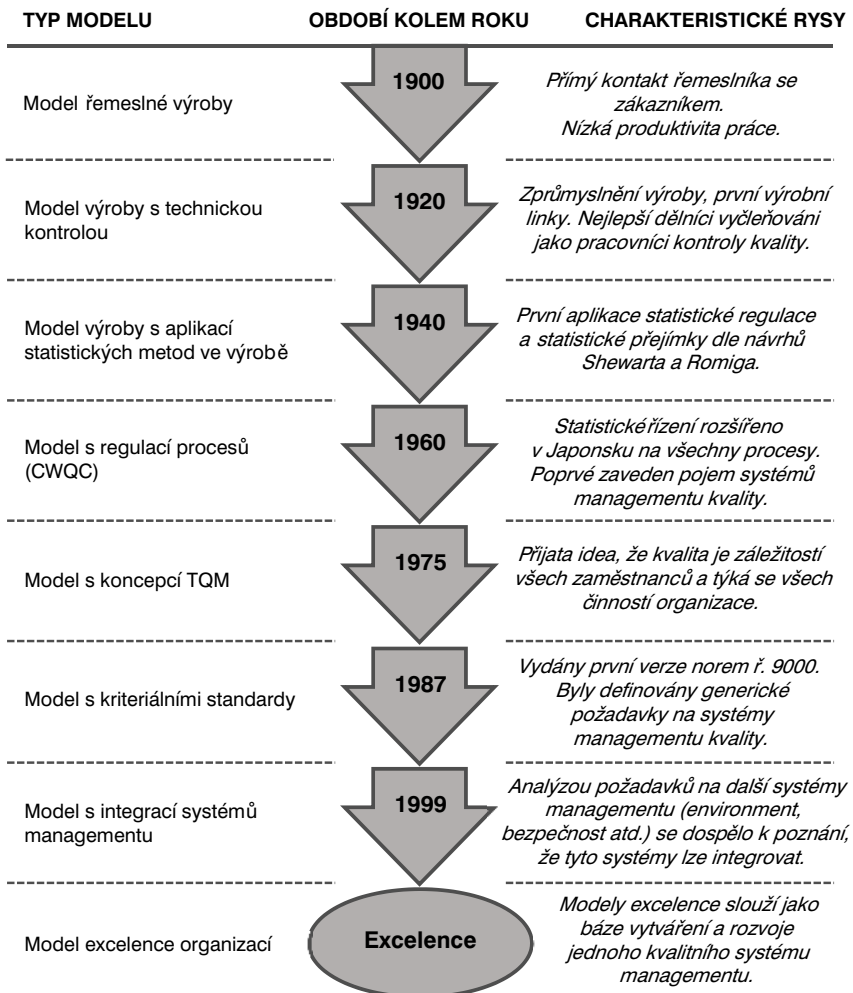 TYP MODELU OBDOBÍ KOLEM ROKU CHARAKTERISTICKÉ RYSY
Model řemeslné výroby
1900
Přímý kontakt řemeslníka se
zákazníkem.
Nízká produktivita práce.
Model výroby s technickou
kontrolou
1920
Zprůmyslnění výroby, první výrobní
linky. Nejlepší dělníci vyčleňováni
jako pracovníci kontroly kvality.
Model výroby s aplikací
statistických metod ve výrobě
1940
První aplikace statistické regulace
a statistické přejímky dle návrhů
Shewarta a Romiga.
Model s regulací procesů
(CWQC)
1960
Statistické řízení rozšířeno
v Japonsku na všechny procesy.
Poprvé zaveden pojem systémů
managementu kvality.
Model s koncepcí TQM
1975
Přijata idea, že kvalita je záležitostí
všech zaměstnanců a týká se všech
činností organizace.
Model s kriteriálními standardy
1987
Vydány první verze norem ř. 9000.
Byly definovány generické
požadavky na systémy
managementu kvality.
Model s integrací systémů
managementu
1999
Analýzou požadavků na další systémy
managementu (environment,
bezpečnost atd.) se dospělo k poznání,
že tyto systémy lze integrovat.
Model excelence organizací
Excelence
Modely excelence slouží jako
báze vytváření a rozvoje
jednoho kvalitního systému
managementu.